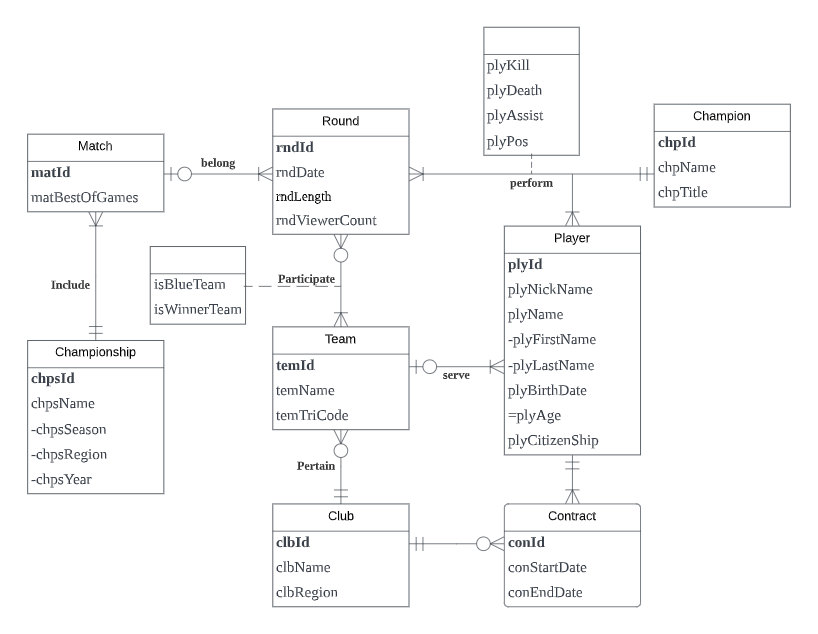 plyKill
plyDeath
plyAssist
plyPos
Match
matId
matBestOfGames
belong
Round
rndId
rndDate
rndLength
rndViewerCount
perform
Champion
chpId
chpName
chpTitle
Include
isBlueTeam
isWinnerTeam
Participate
Player
plyId
plyNickName
plyName
-plyFirstName
-plyLastName
plyBirthDate
=plyAge
plyCitizenShip
Championship
chpsId
chpsName
-chpsSeason
-chpsRegion
-chpsYear
Team
temId
temName
temTriCode
serve
Pertain
Club
clbId
clbName
clbRegion
Contract
conId
conStartDate
conEndDate